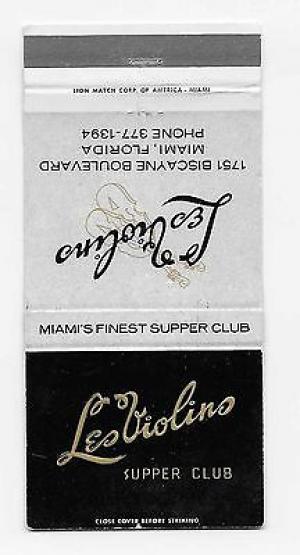 LION MATCH CORP. OF AMERICA - MIAMI
PHONE 377-1394
MIAMI, FLORIDA
1751 BISCAYNE BOULEVARD
Les Violins
MIAMI'S FINEST SUPPER CLUB
Les Violins
SUPPER CLUB
CLOSE COVER BEFORE STRIKING